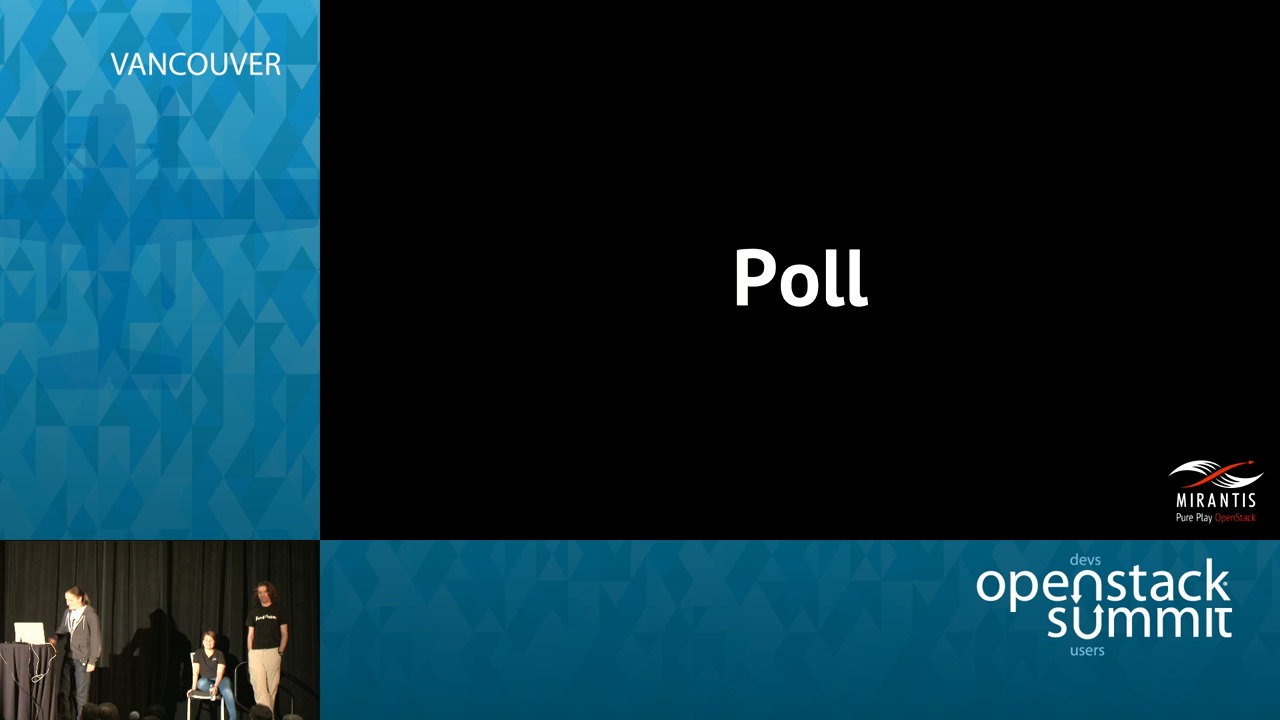 VANCOUVER
Poll
MIRANTIS
Pure Play OpenStack
devs
openstack
summit
users